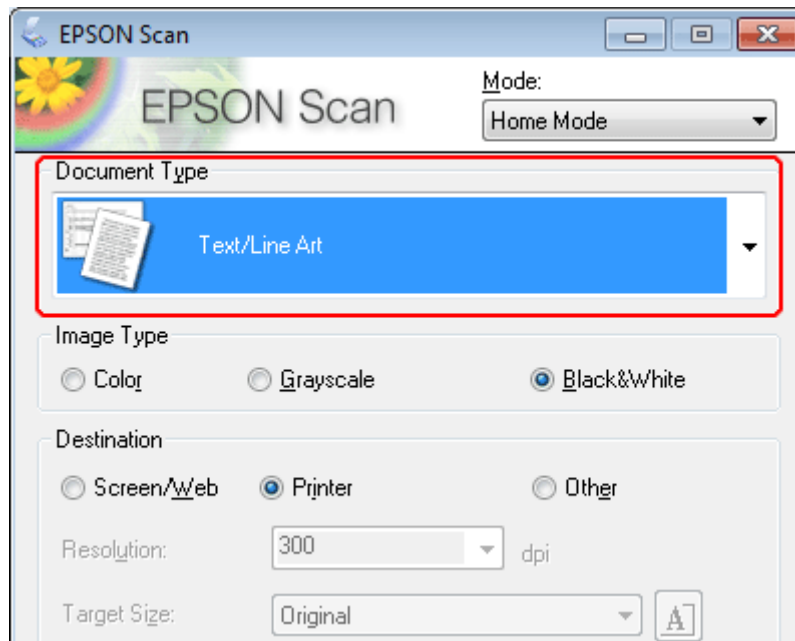 EPSON Scan
EPSON Scan
Mode:
Home Mode
Document Type
Text/Line Art
Image Type
Color Grayscale Black&White
Destination
Screen/Web Printer Other
Resolution: 300 dpi
Target Size: Original A